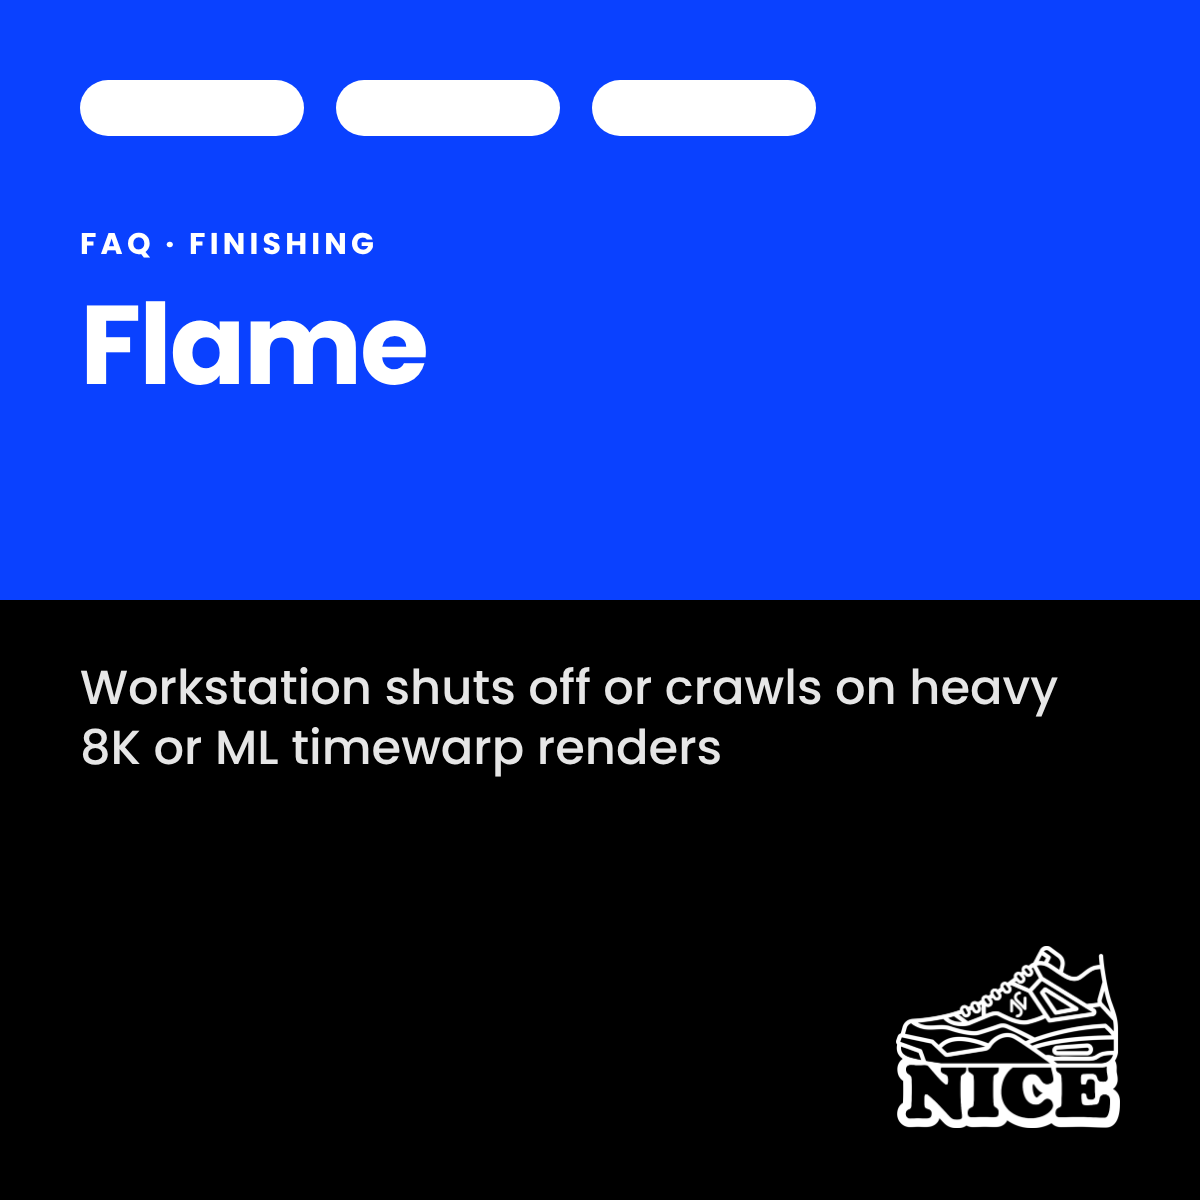 FAQ · FINISHING
Flame
Workstation shuts off or crawls on heavy
8K or ML timewarp renders
NICE